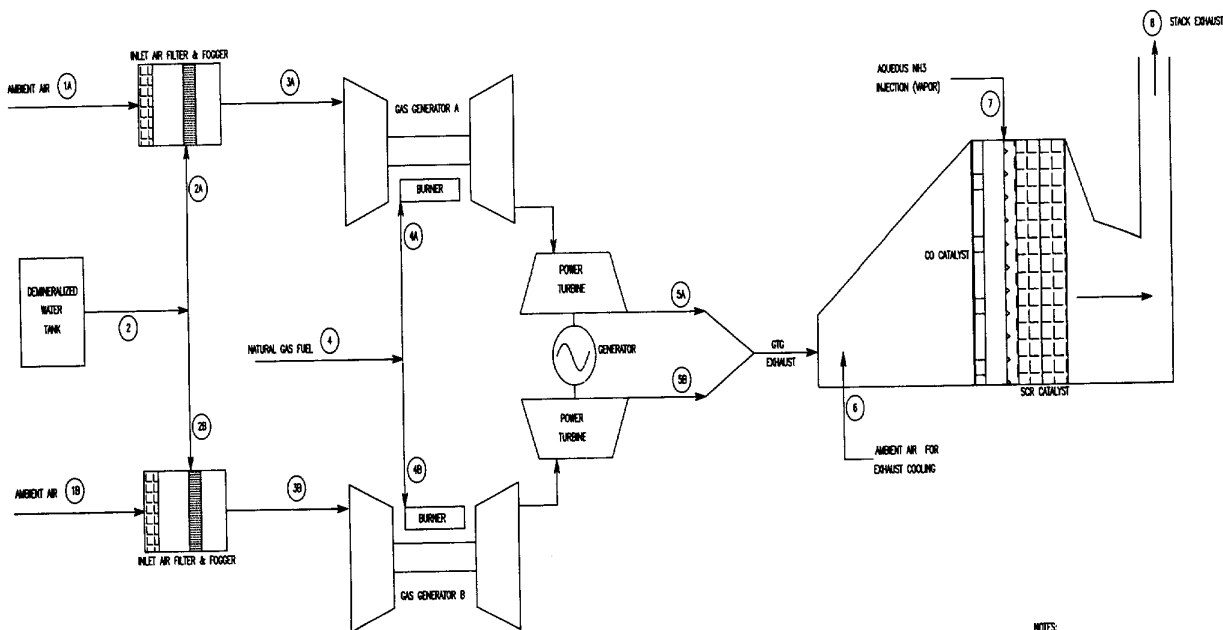 8
STACK EXHAUST
INLET AIR FILTER & FOGGER
AMBIENT AIR
1A
3A
GAS GENERATOR A
AQUEOUS NH3
INJECTION (VAPOR)
7
2A
BURNER
4A
CO CATALYST
DEMINERALIZED
WATER
TANK
2
POWER
TURBINE
5A
NATURAL GAS FUEL
4
GENERATOR
GTG
EXHAUST
5B
SCR CATALYST
6
2B
POWER
TURBINE
AMBIENT AIR FOR
EXHAUST COOLING
4B
AMBIENT AIR
1B
3B
BURNER
INLET AIR FILTER & FOGGER
GAS GENERATOR B
NOTES: